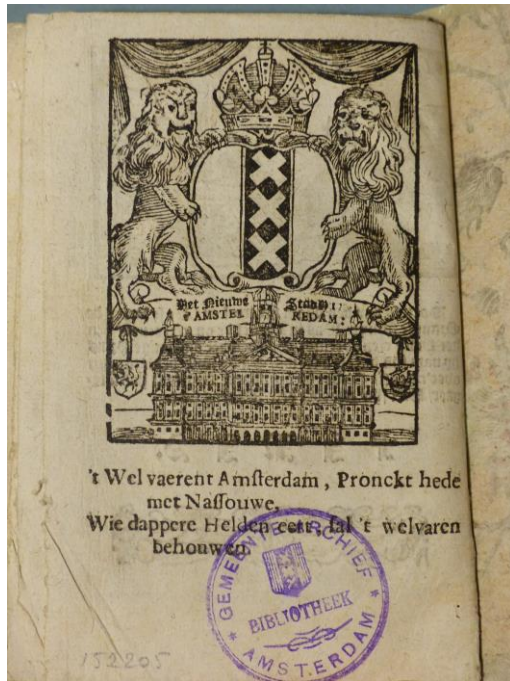 Het Nieuwe Stadh
t'AMSTEL REDAM:
't Wel vaerent Amſterdam, Pronckt hede
met Naſſouwe,
Wie dappere Helden eert, ſal 't welvaren
behouwen.
GEMEENTE ARCHIEF
BIBLIOTHEEK
* AMSTERDAM *
152205